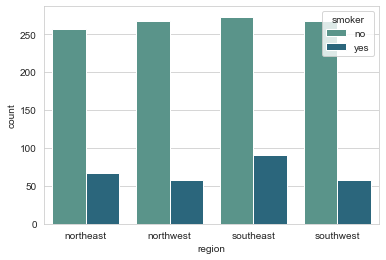 smoker
no
yes
250
200
150
100
50
0
count
northeast northwest southeast southwest
region